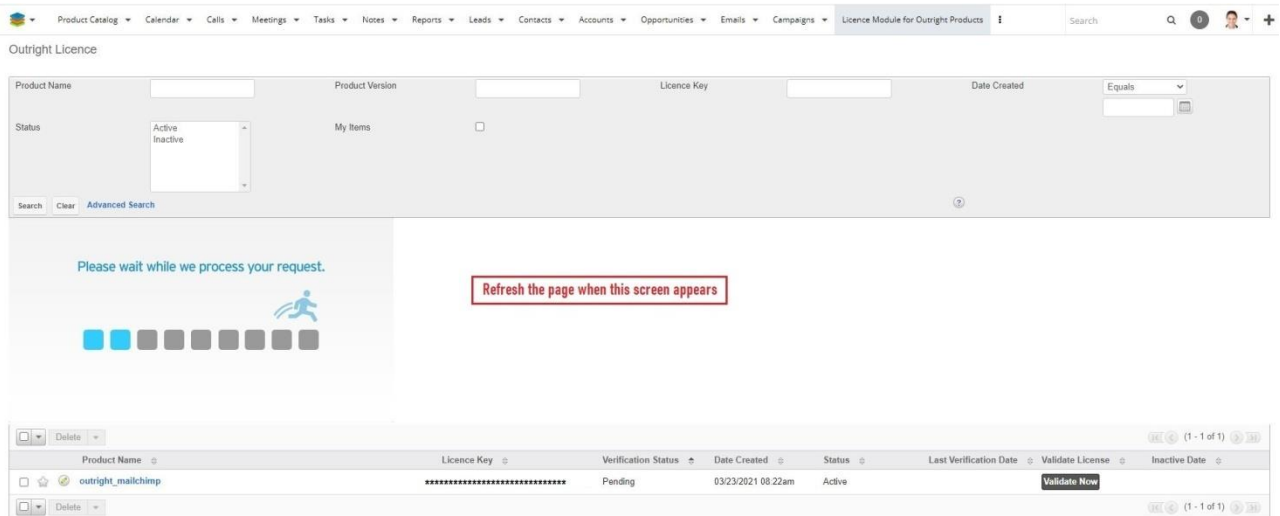 Product Catalog Calendar Calls Meetings Tasks Notes Reports Leads Contacts Accounts Opportunities Emails Campaigns Licence Module for Outright Products Search 0
Outright Licence
Product Name Product Version Licence Key Date Created Equals
Status Active My Items
Inactive
Search Clear Advanced Search ?
Please wait while we process your request.
Refresh the page when this screen appears
Delete (1 - 1 of 1)
Product Name Licence Key Verification Status Date Created Status Last Verification Date Validate License Inactive Date
outright_mailchimp ****************************** Pending 03/23/2021 08:22am Active Validate Now
Delete (1 - 1 of 1)